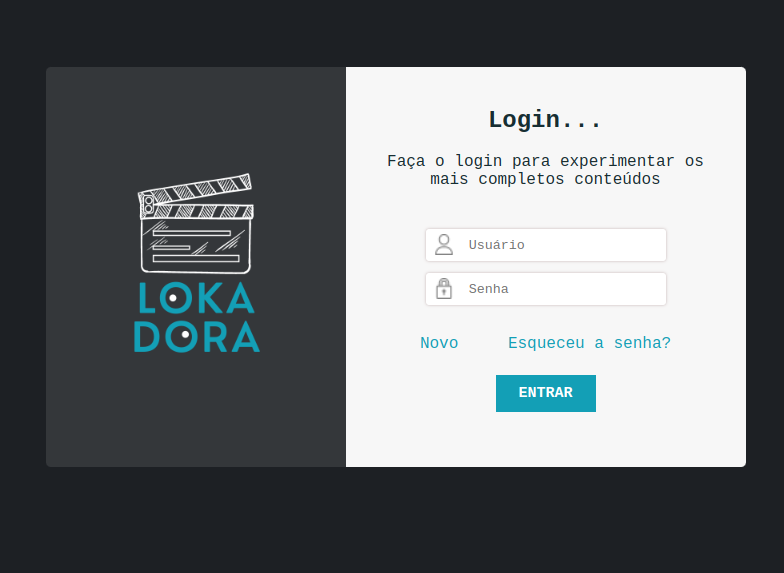 LOKA
DORA
Login...
Faça o login para experimentar os
mais completos conteúdos
Usuário
Senha
Novo Esqueceu a senha?
ENTRAR